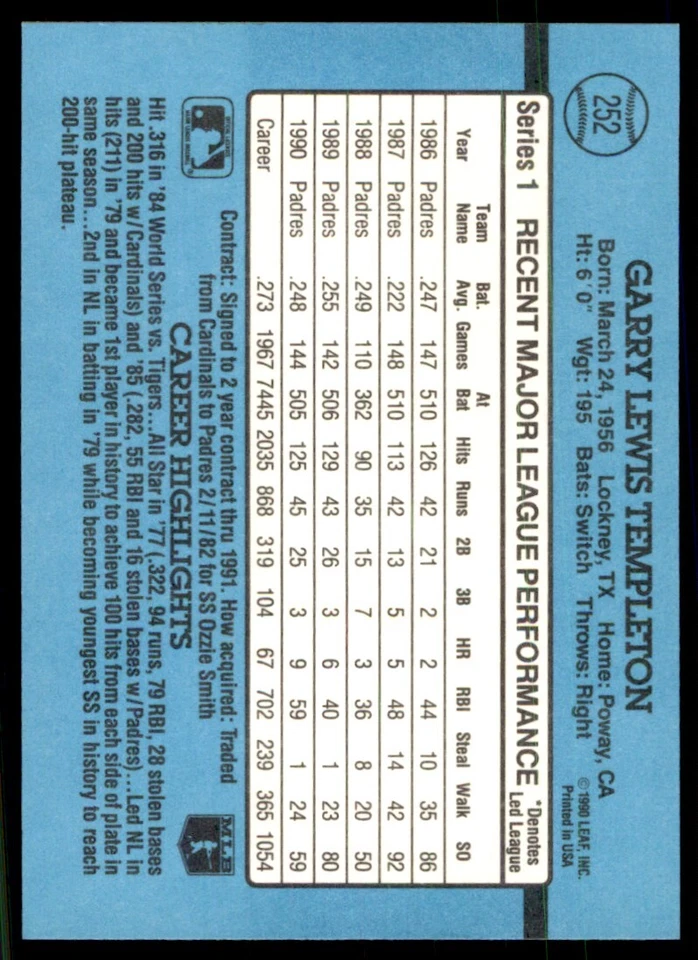 252
GARRY LEWIS TEMPLETON
Born: March 24, 1956 Lockney, TX Home: Poway, CA
Ht: 6'0" Wgt: 195 Bats: Switch Throws: Right
© 1990 LEAF, INC.
Printed in USA
Series 1 RECENT MAJOR LEAGUE PERFORMANCE *Denotes Led League
Year Team Name Bat. Avg. Games At Bat Hits Runs 2B 3B HR RBI Steal Walk SO
1986 Padres .247 147 510 126 42 21 2 2 44 10 35 86
1987 Padres .222 148 510 113 42 13 5 5 48 14 42 92
1988 Padres .249 110 362 90 35 15 7 3 36 8 20 50
1989 Padres .255 142 506 129 43 26 3 6 40 1 23 80
1990 Padres .248 144 505 125 45 25 3 9 59 1 24 59
Career .273 1967 7445 2035 868 319 104 67 702 239 365 1054
Contract: Signed to 2 year contract thru 1991. How acquired: Traded
from Cardinals to Padres 2/11/82 for SS Ozzie Smith
MLB
CAREER HIGHLIGHTS
Hit .316 in '84 World Series vs. Tigers...All Star in '77 (.322, 94 runs, 79 RBI, 28 stolen bases
and 200 hits w/Cardinals) and '85 (.282, 55 RBI and 16 stolen bases w/Padres)...Led NL in
hits (211) in '79 and became 1st player in history to achieve 100 hits from each side of plate in
same season...2nd in NL in batting in '79 while becoming youngest SS in history to reach
200-hit plateau.